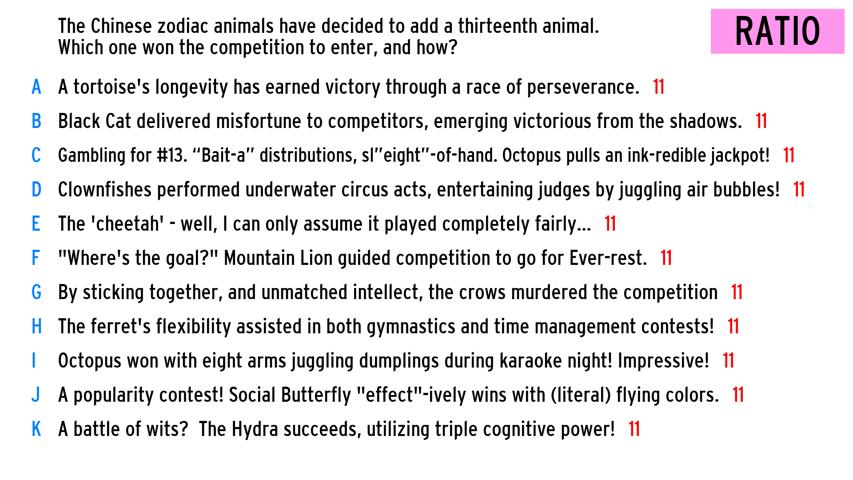 The Chinese zodiac animals have decided to add a thirteenth animal.
Which one won the competition to enter, and how?
RATIO
A A tortoise's longevity has earned victory through a race of perseverance. 11
B Black Cat delivered misfortune to competitors, emerging victorious from the shadows. 11
C Gambling for #13. “Bait-a” distributions, sl”eight”-of-hand. Octopus pulls an ink-redible jackpot! 11
D Clownfishes performed underwater circus acts, entertaining judges by juggling air bubbles! 11
E The 'cheetah' - well, I can only assume it played completely fairly... 11
F "Where's the goal?" Mountain Lion guided competition to go for Ever-rest. 11
G By sticking together, and unmatched intellect, the crows murdered the competition 11
H The ferret's flexibility assisted in both gymnastics and time management contests! 11
I Octopus won with eight arms juggling dumplings during karaoke night! Impressive! 11
J A popularity contest! Social Butterfly "effect"-ively wins with (literal) flying colors. 11
K A battle of wits?  The Hydra succeeds, utilizing triple cognitive power! 11